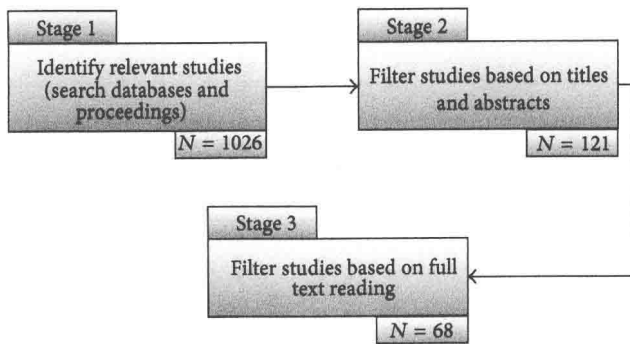 Stage 1
Identify relevant studies
(search databases and
proceedings)
N = 1026
Stage 2
Filter studies based on titles
and abstracts
N = 121
Stage 3
Filter studies based on full
text reading
N = 68